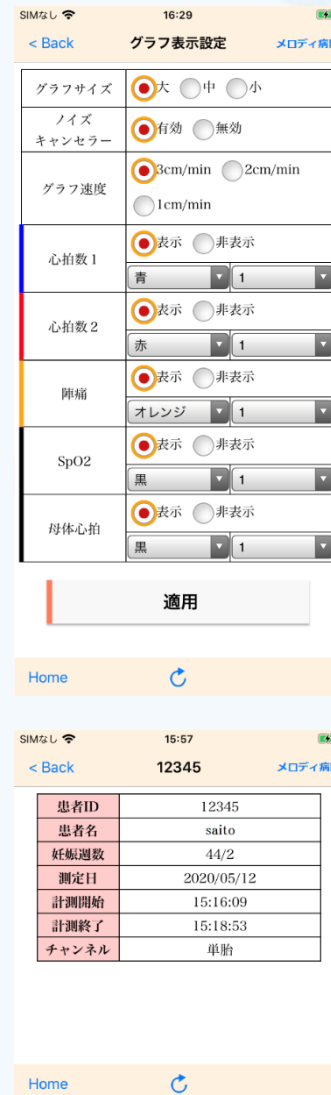 SIMなし 16:29
< Back グラフ表示設定 メロディ病
グラフサイズ 大 中 小
ノイズ
キャンセラー 有効 無効
グラフ速度 3cm/min 2cm/min
1cm/min
心拍数1 表示 非表示
青 1
心拍数2 表示 非表示
赤 1
陣痛 表示 非表示
オレンジ 1
SpO2 表示 非表示
黒 1
母体心拍 表示 非表示
黒 1
適用
Home
SIMなし 15:57
< Back 12345 メロディ病
患者ID 12345
患者名 saito
妊娠週数 44/2
測定日 2020/05/12
計測開始 15:16:09
計測終了 15:18:53
チャンネル 単胎
Home